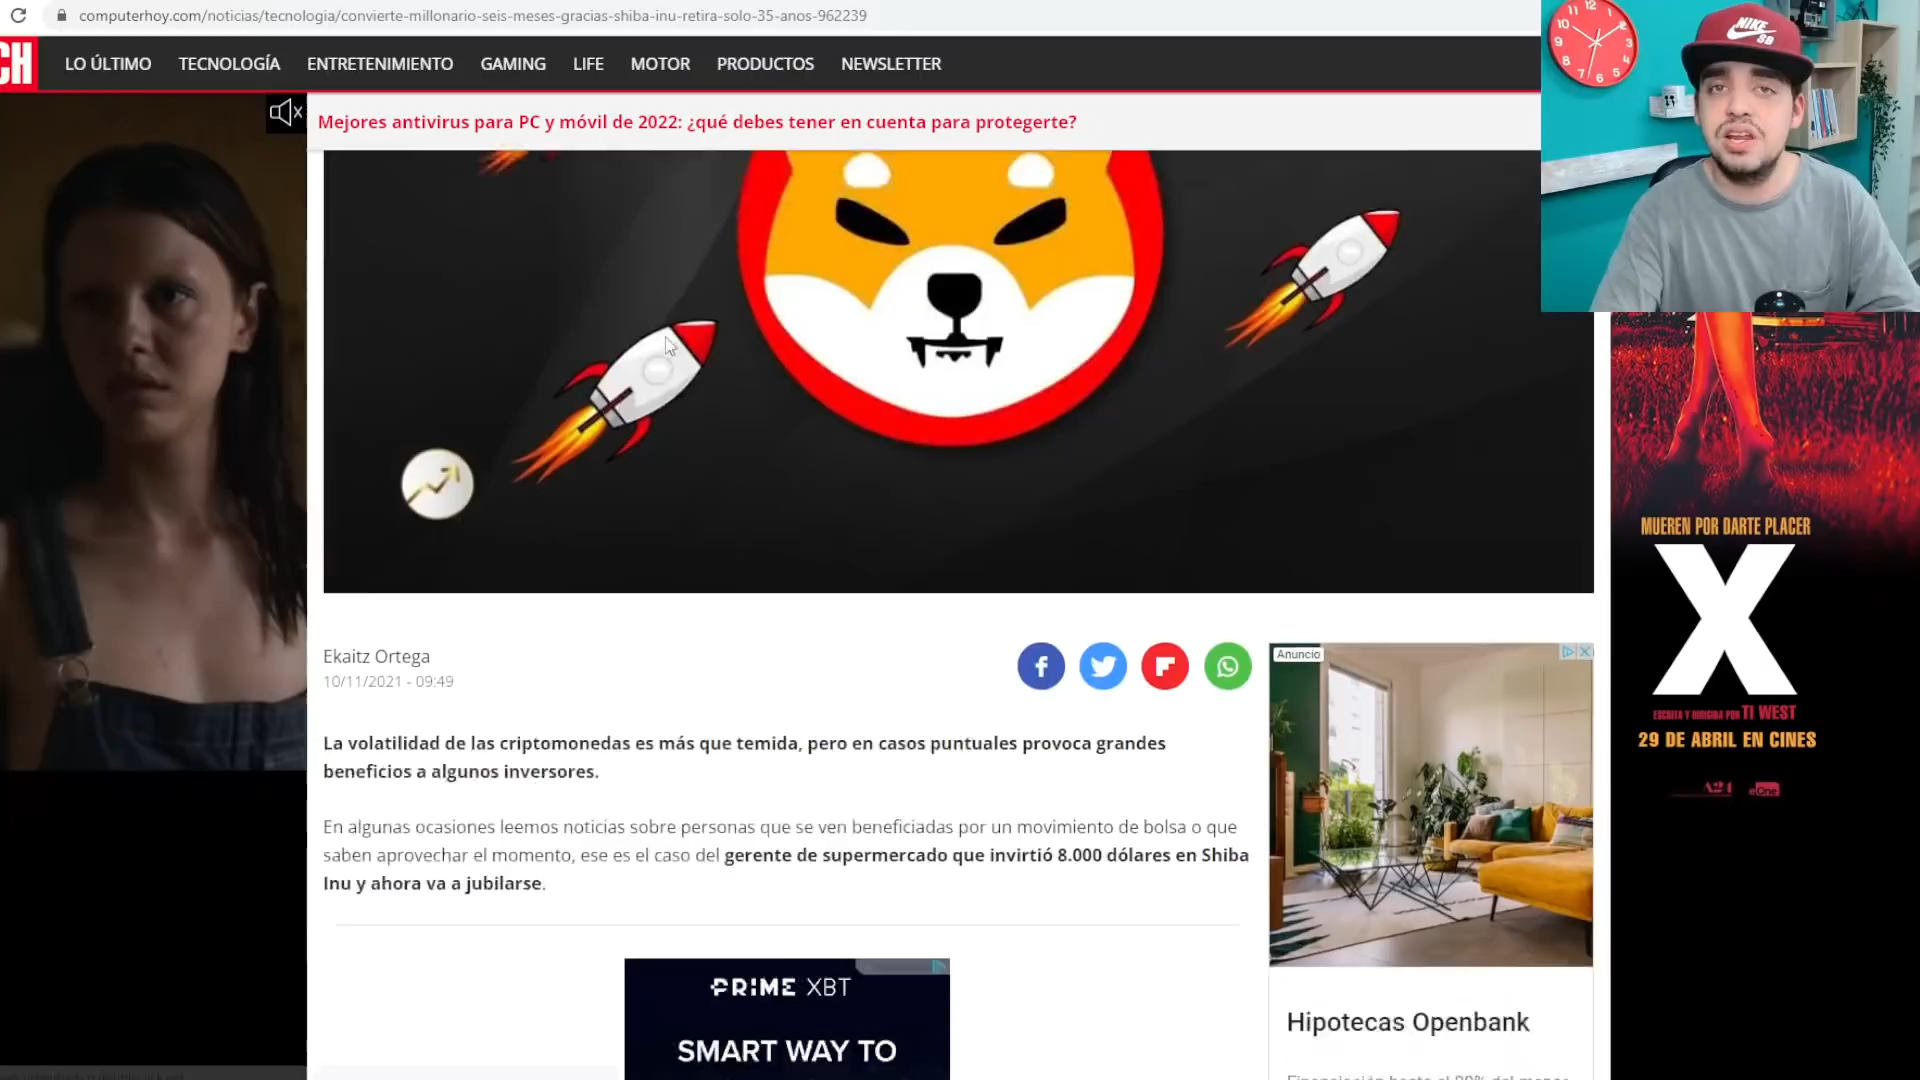 computerhoy.com/noticias/tecnologia/convierte-millonario-seis-meses-gracias-shiba-inu-retira-solo-35-anos-962239
CH
LO ÚLTIMO TECNOLOGÍA ENTRETENIMIENTO GAMING LIFE MOTOR PRODUCTOS NEWSLETTER
NIKE SB
Mejores antivirus para PC y móvil de 2022: ¿qué debes tener en cuenta para protegerte?
Ekaitz Ortega
10/11/2021 - 09:49
La volatilidad de las criptomonedas es más que temida, pero en casos puntuales provoca grandes
beneficios a algunos inversores.
En algunas ocasiones leemos noticias sobre personas que se ven beneficiadas por un movimiento de bolsa o que
saben aprovechar el momento, ese es el caso del gerente de supermercado que invirtió 8.000 dólares en Shiba
Inu y ahora va a jubilarse.
PRIME XBT
SMART WAY TO
Anuncio
Hipotecas Openbank
MUEREN POR DARTE PLACER
X
ESCRITA Y DIRIGIDA POR TI WEST
29 DE ABRIL EN CINES
A24 eOne